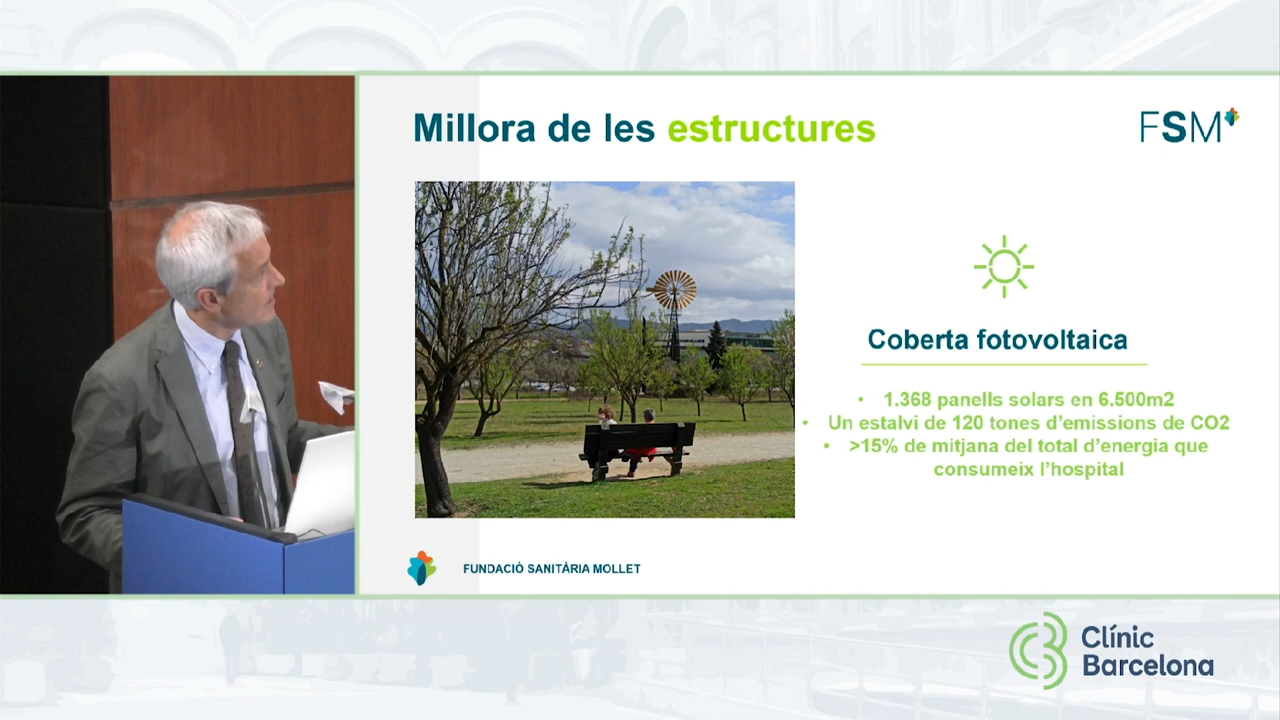 Millora de les estructures
FSM
Coberta fotovoltaica
• 1.368 panells solars en 6.500m2
• Un estalvi de 120 tones d'emissions de CO2
• >15% de mitjana del total d'energia que
consumeix l'hospital
FUNDACIÓ SANITÀRIA MOLLET
Clínic
Barcelona